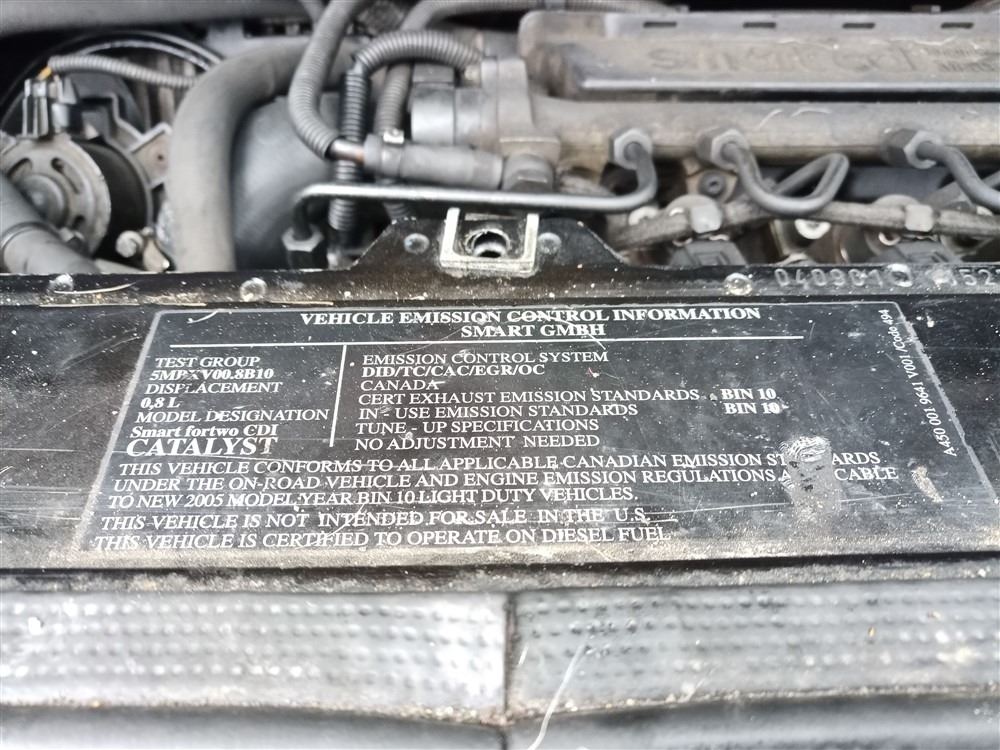 smart cdi
040901
VEHICLE EMISSION CONTROL INFORMATION
SMART GMBH
TEST GROUP
5MPXV00.8B10
DISPLACEMENT
0,8 L
MODEL DESIGNATION
Smart fortwo CDI
CATALYST
EMISSION CONTROL SYSTEM
DID/TC/CAC/EGR/OC
CANADA
CERT EXHAUST EMISSION STANDARDS BIN 10
IN - USE EMISSION STANDARDS BIN 10
TUNE - UP SPECIFICATIONS
NO ADJUSTMENT NEEDED
THIS VEHICLE CONFORMS TO ALL APPLICABLE CANADIAN EMISSION
UNDER THE ON-ROAD VEHICLE AND ENGINE EMISSION REGULATIONS
TO NEW 2005 MODEL YEAR BIN 10 LIGHT DUTY VEHICLES.
THIS VEHICLE IS NOT INTENDED FOR SALE IN THE U.S.
THIS VEHICLE IS CERTIFIED TO OPERATE ON DIESEL FUEL
A450 001 9641 V001 /Code 494